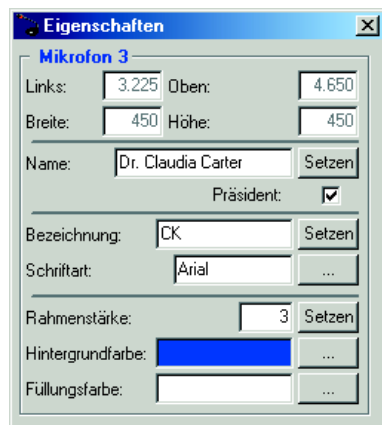 Eigenschaften
Mikrofon 3
Links: 3.225 Oben: 4.650
Breite: 450 Höhe: 450
Name: Dr. Claudia Carter Setzen
Präsident:
Bezeichnung: CK Setzen
Schriftart: Arial ...
Rahmenstärke: 3 Setzen
Hintergrundfarbe: ...
Füllungsfarbe: ...